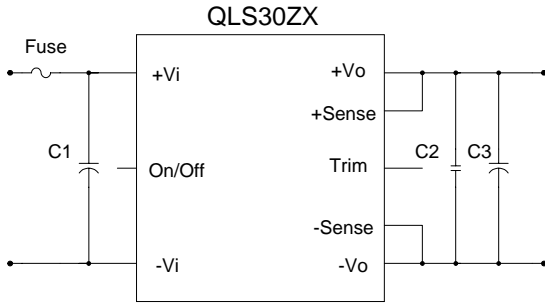 QLS30ZX
Fuse
+Vi
+Vo
+Sense
C1
On/Off
Trim
C2
C3
-Sense
-Vi
-Vo